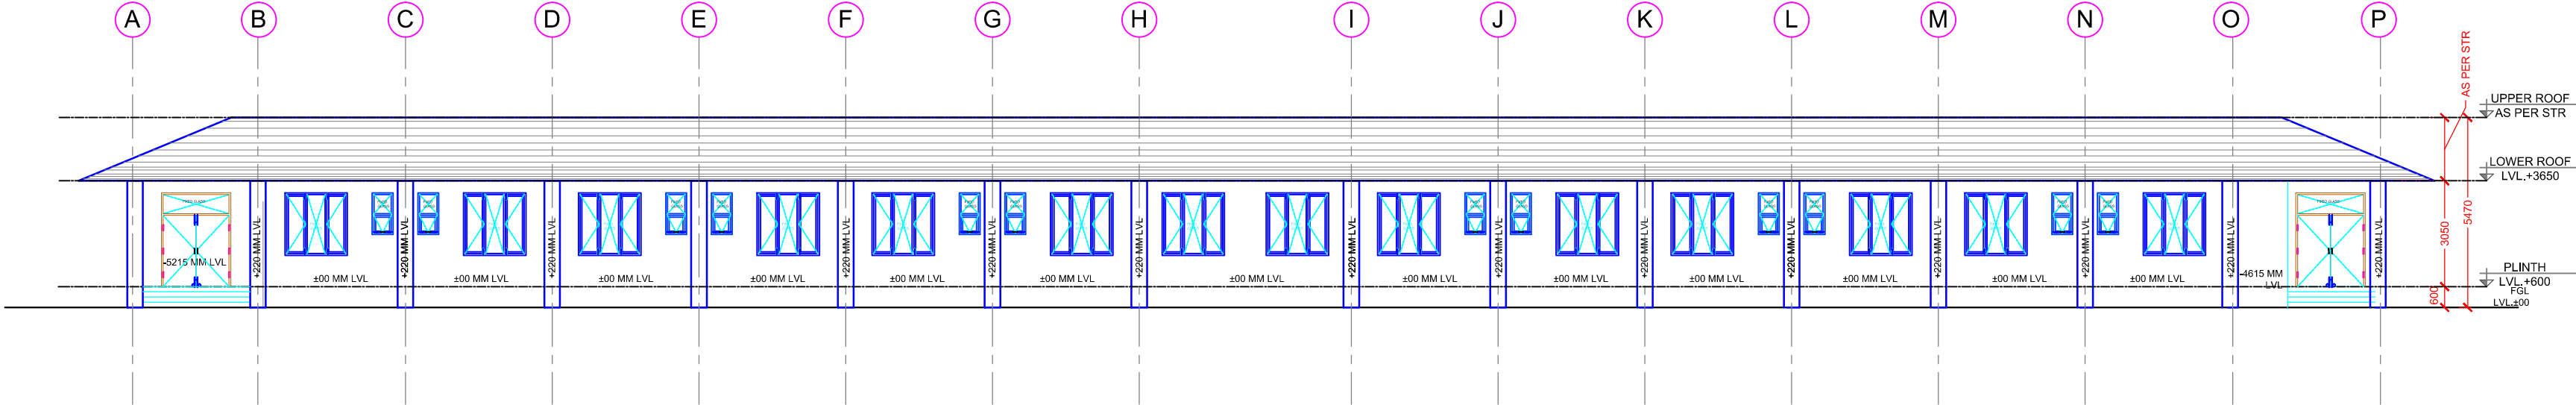 A B C D E F G H I J K L M N O P
AS PER STR
UPPER ROOF
AS PER STR
LOWER ROOF
LVL.+3650
3050
5470
-5215 MM LVL
+220 MM LVL
±00 MM LVL
+220 MM LVL
±00 MM LVL
+220 MM LVL
±00 MM LVL
+220 MM LVL
±00 MM LVL
+220 MM LVL
±00 MM LVL
+220 MM LVL
±00 MM LVL
+220 MM LVL
±00 MM LVL
+220 MM LVL
±00 MM LVL
+220 MM LVL
±00 MM LVL
+220 MM LVL
±00 MM LVL
+220 MM LVL
±00 MM LVL
+220 MM LVL
±00 MM LVL
+220 MM LVL
±00 MM LVL
+220 MM LVL
-4615 MM
LVL
+220 MM LVL
PLINTH
LVL.+600
600
FGL
LVL.±00